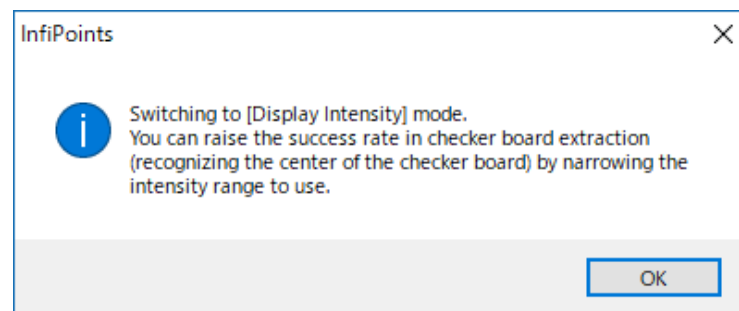 InfiPoints
Switching to [Display Intensity] mode.
You can raise the success rate in checker board extraction
(recognizing the center of the checker board) by narrowing the
intensity range to use.
OK